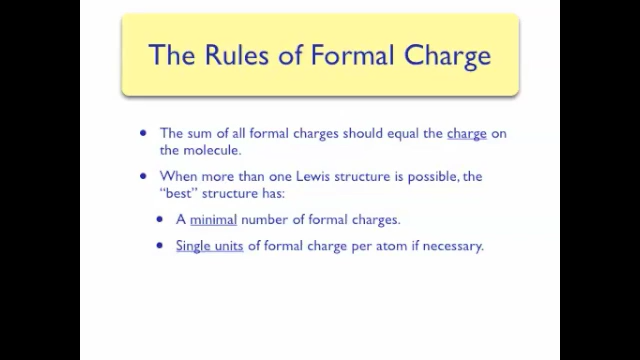 The Rules of Formal Charge
• The sum of all formal charges should equal the charge on
the molecule.
• When more than one Lewis structure is possible, the
“best” structure has:
• A minimal number of formal charges.
• Single units of formal charge per atom if necessary.